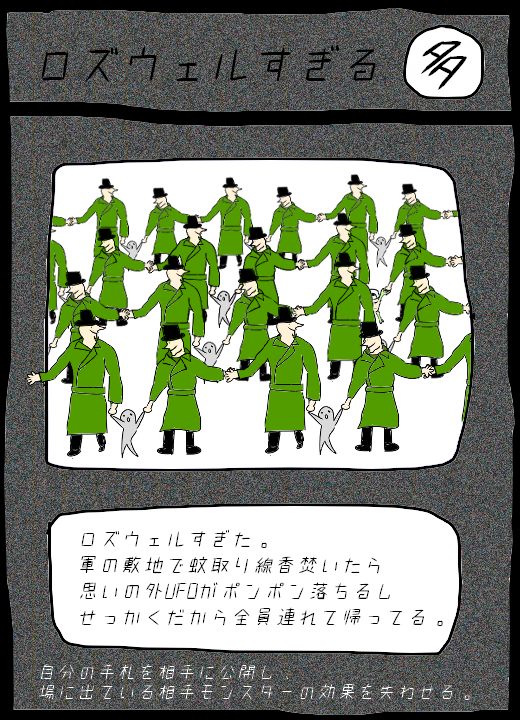 ロズウェルすぎる
多
ロズウェルすぎた。
軍の敷地で蚊取り線香焚いたら
思いの外UFOがポンポン落ちるし
せっかくだから全員連れて帰ってる。
自分の手札を相手に公開し、
場に出ている相手モンスターの効果を失わせる。